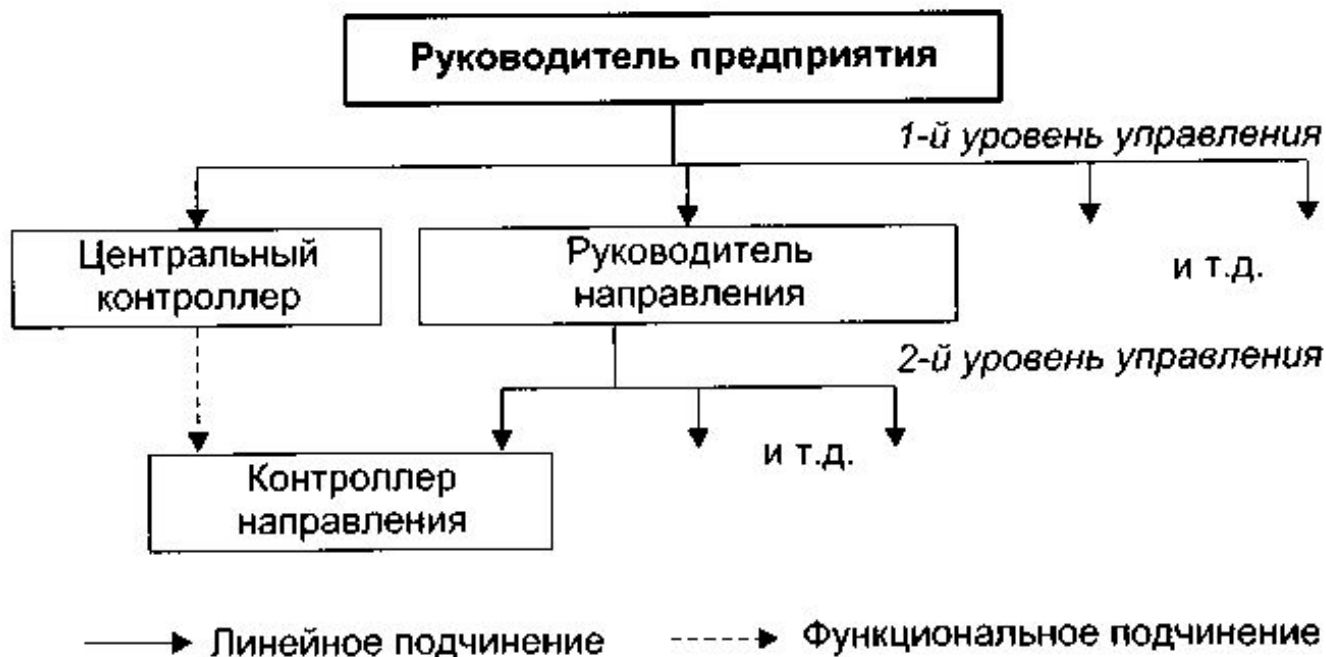 Руководитель предприятия
1-й уровень управления
Центральный
контроллер
Руководитель
направления
и т.д.
2-й уровень управления
и т.д.
Контроллер
направления
Линейное подчинение
Функциональное подчинение